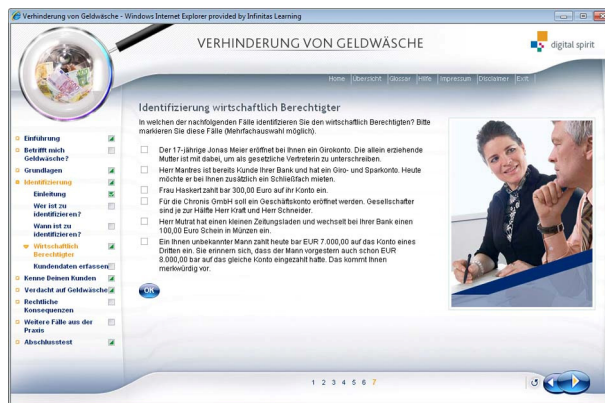 Verhinderung von Geldwäsche - Windows Internet Explorer provided by Infinitas Learning
VERHINDERUNG VON GELDWÄSCHE
digital spirit
Home | Übersicht | Glossar | Hilfe | Impressum | Disclaimer | Exit |
Einführung
Betrifft mich
Geldwäsche?
Grundlagen
Identifizierung
Einleitung
Wer ist zu
identifizieren?
Wann ist zu
identifizieren?
Wirtschaftlich
Berechtigter
Kundendaten erfassen
Kenne Deinen Kunden
Verdacht auf Geldwäsche
Rechtliche
Konsequenzen
Weitere Fälle aus der
Praxis
Abschlusstest
Identifizierung wirtschaftlich Berechtigter
In welchen der nachfolgenden Fälle identifizieren Sie den wirtschaftlich Berechtigten? Bitte
markieren Sie diese Fälle (Mehrfachauswahl möglich).
Der 17-jährige Jonas Meier eröffnet bei Ihnen ein Girokonto. Die allein erziehende
Mutter ist mit dabei, um als gesetzliche Vertreterin zu unterschreiben.
Herr Mantres ist bereits Kunde Ihrer Bank und hat ein Giro- und Sparkonto. Heute
möchte er bei Ihnen zusätzlich ein Schließfach mieten.
Frau Haskert zahlt bar 300,00 Euro auf ihr Konto ein.
Für die Chronis GmbH soll ein Geschäftskonto eröffnet werden. Gesellschafter
sind je zur Hälfte Herr Kraft und Herr Schneider.
Herr Mutrat hat einen kleinen Zeitungsladen und wechselt bei Ihrer Bank einen
100,00 Euro Schein in Münzen ein.
Ein Ihnen unbekannter Mann zahlt heute bar EUR 7.000,00 auf das Konto eines
Dritten ein. Sie erinnern sich, dass der Mann vorgestern auch schon EUR
8.000,00 bar auf das gleiche Konto eingezahlt hatte. Das kommt Ihnen
merkwürdig vor.
OK
1 2 3 4 5 6 7